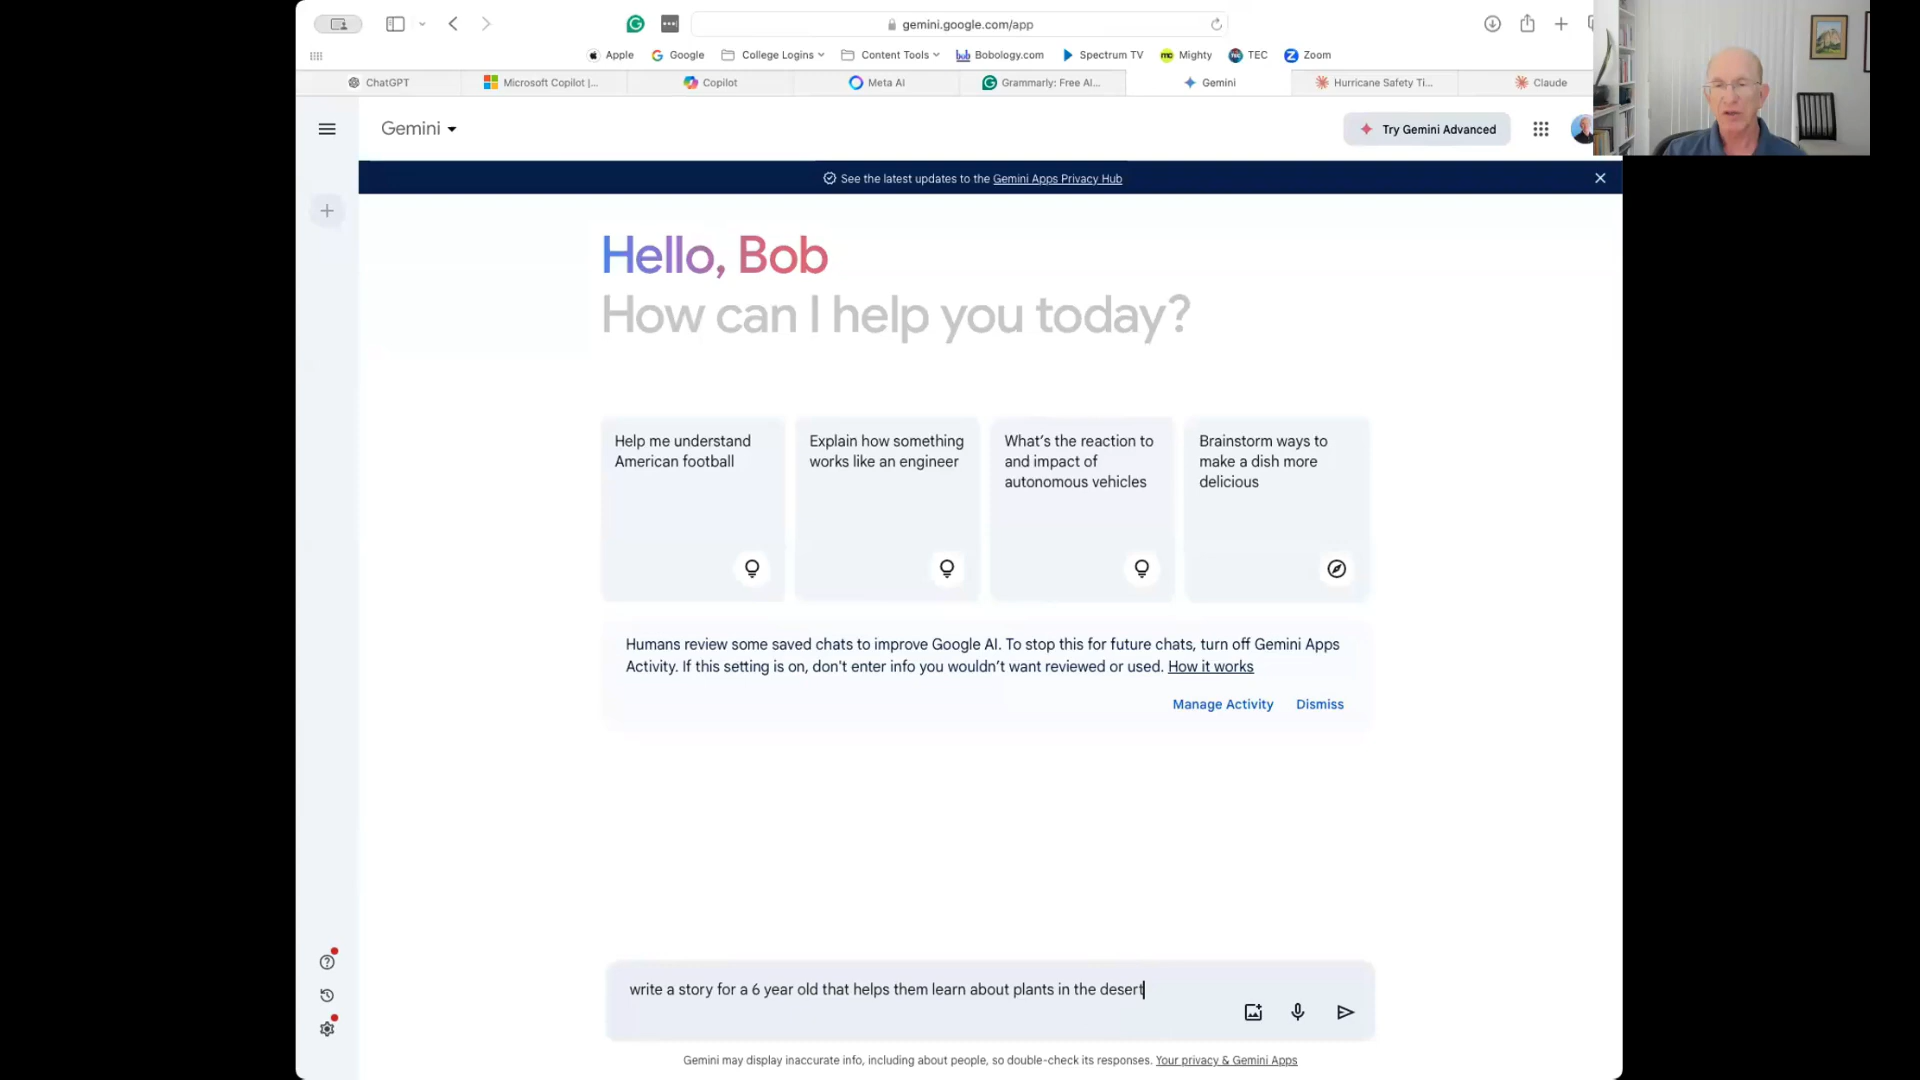 gemini.google.com/app
Apple
Google
College Logins
Content Tools
bub Bobology.com
Spectrum TV
Mighty
TEC
Zoom
ChatGPT
Microsoft Copilot |...
Copilot
Meta AI
Grammarly: Free AI...
Gemini
Hurricane Safety Ti...
Claude
Gemini
Try Gemini Advanced
See the latest updates to the Gemini Apps Privacy Hub
Hello, Bob
How can I help you today?
Help me understand
American football
Explain how something
works like an engineer
What's the reaction to
and impact of
autonomous vehicles
Brainstorm ways to
make a dish more
delicious
Humans review some saved chats to improve Google AI. To stop this for future chats, turn off Gemini Apps
Activity. If this setting is on, don't enter info you wouldn't want reviewed or used. How it works
Manage Activity
Dismiss
write a story for a 6 year old that helps them learn about plants in the desert
Gemini may display inaccurate info, including about people, so double-check its responses. Your privacy & Gemini Apps